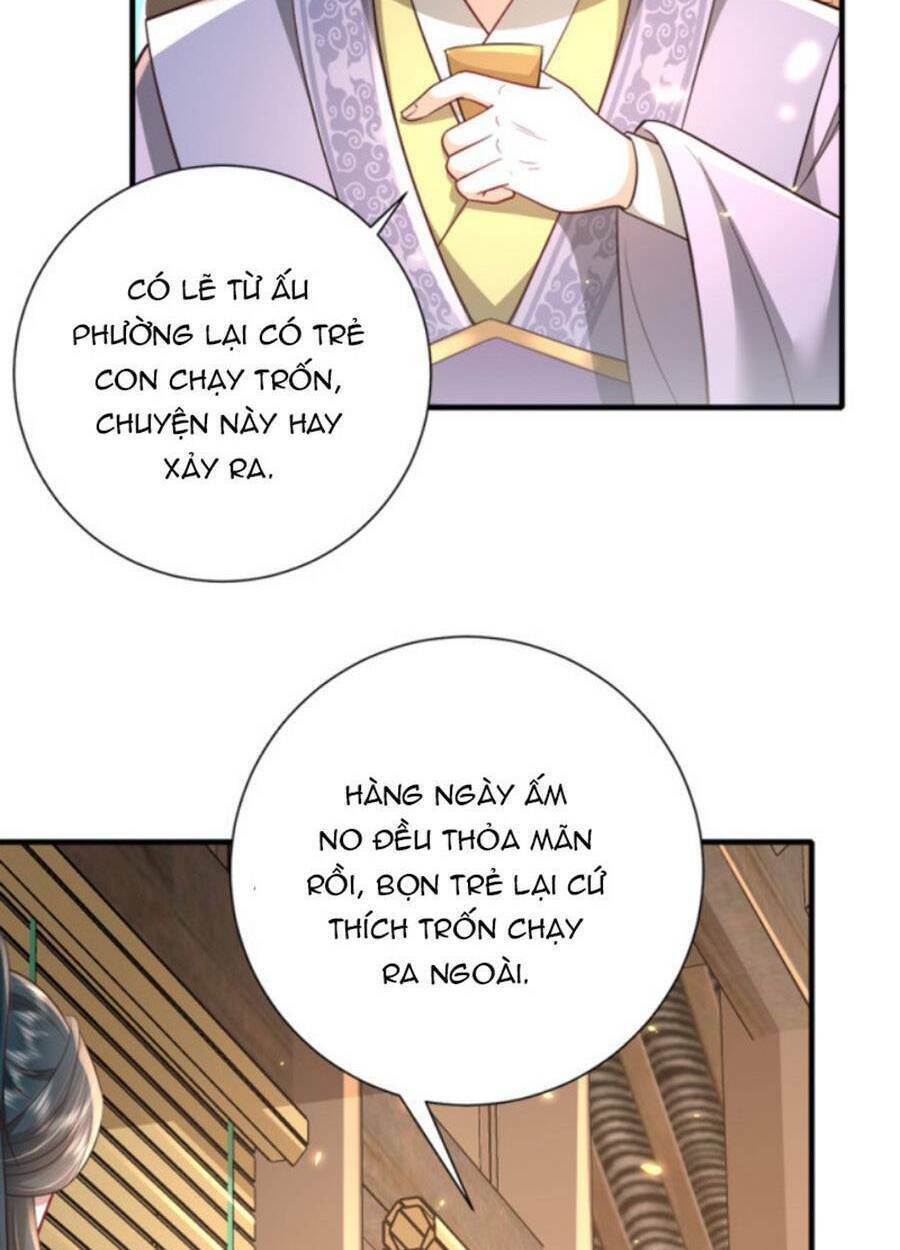 CÓ LẼ TỪ ẤU
PHƯỜNG LẠI CÓ TRẺ
CON CHẠY TRỐN,
CHUYỆN NÀY HAY
XẢY RA.
HÀNG NGÀY ẤM
NO ĐỀU THỎA MÃN
RỒI, BỌN TRẺ LẠI CỨ
THÍCH TRỐN CHẠY
RA NGOÀI.